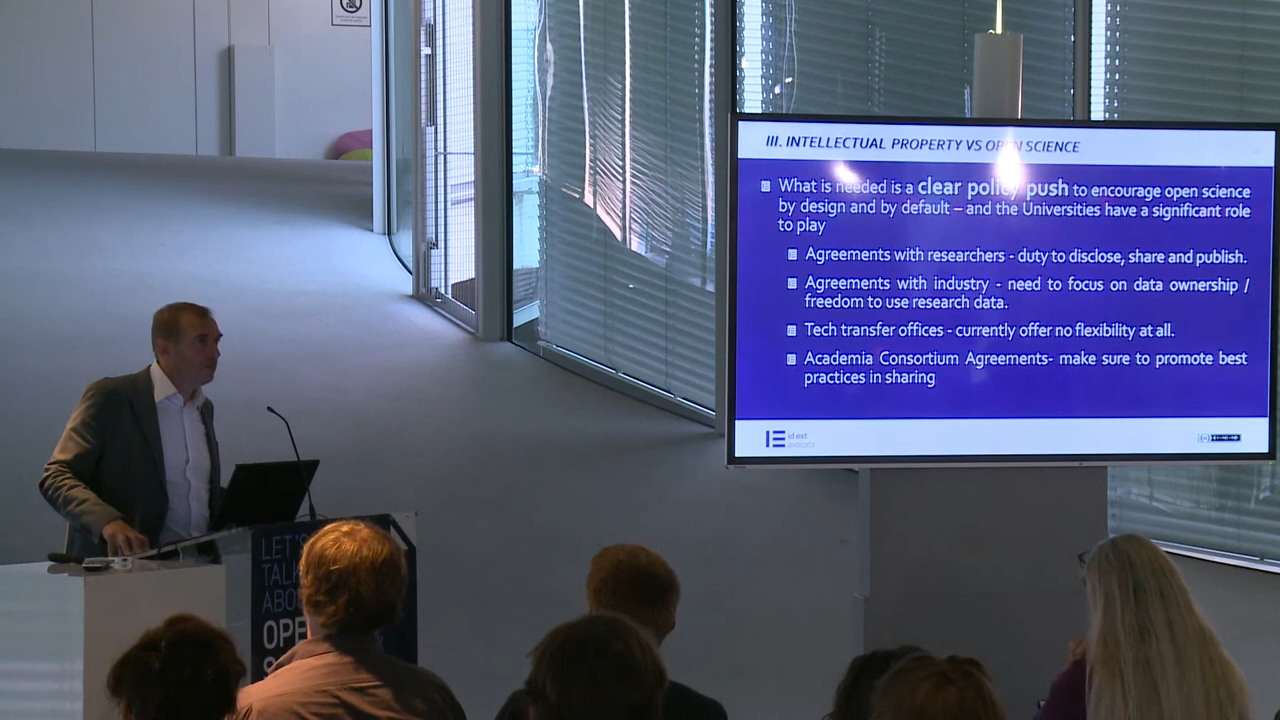 III. INTELLECTUAL PROPERTY VS OPEN SCIENCE
What is needed is a clear policy push to encourage open science
by design and by default – and the Universities have a significant role
to play
Agreements with researchers - duty to disclose, share and publish.
Agreements with industry - need to focus on data ownership /
freedom to use research data.
Tech transfer offices - currently offer no flexibility at all.
Academia Consortium Agreements- make sure to promote best
practices in sharing
id est
avocats
LET'S
TALK
ABOU
OPE
S